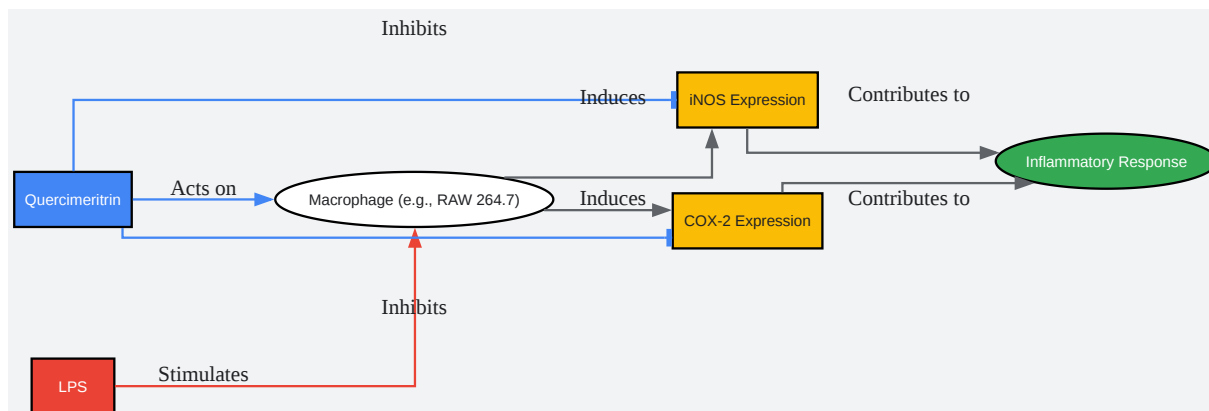 Inhibits
Induces
iNOS Expression
Contributes to
Inflammatory Response
Quercimeritrin
Acts on
Macrophage (e.g., RAW 264.7)
Induces
COX-2 Expression
Contributes to
Inhibits
Stimulates
LPS